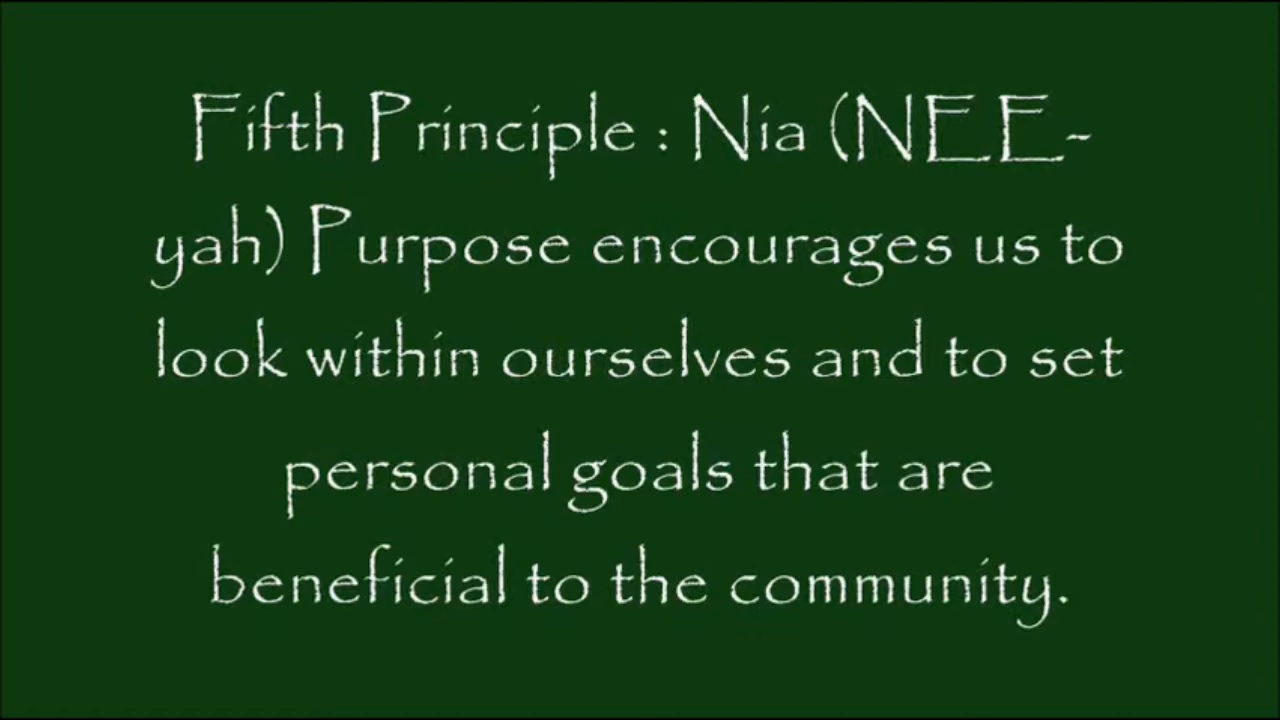 Fifth Principle : Nia (NEE-
yah) Purpose encourages us to
look within ourselves and to set
personal goals that are
beneficial to the community.